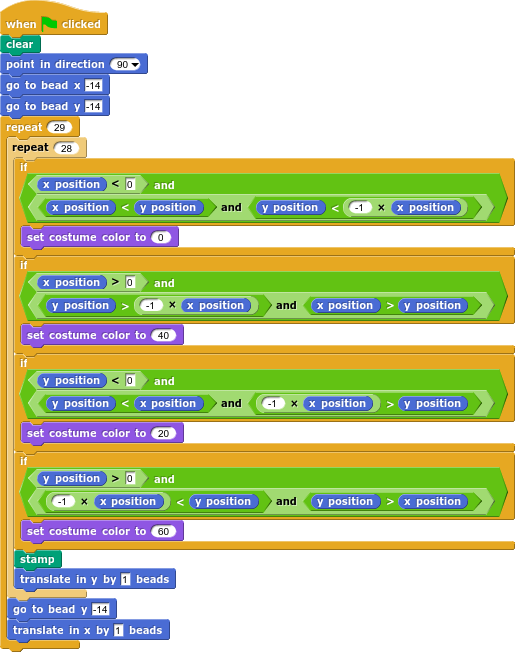 when clicked
clear
point in direction 90
go to bead x -14
go to bead y -14
repeat 29
repeat 28
if
x position < 0 and
x position < y position and y position < -1 × x position
set costume color to 0
if
x position > 0 and
y position > -1 × x position and x position > y position
set costume color to 40
if
y position < 0 and
y position < x position and -1 × x position > y position
set costume color to 20
if
y position > 0 and
-1 × x position < y position and y position > x position
set costume color to 60
stamp
translate in y by 1 beads
go to bead y -14
translate in x by 1 beads